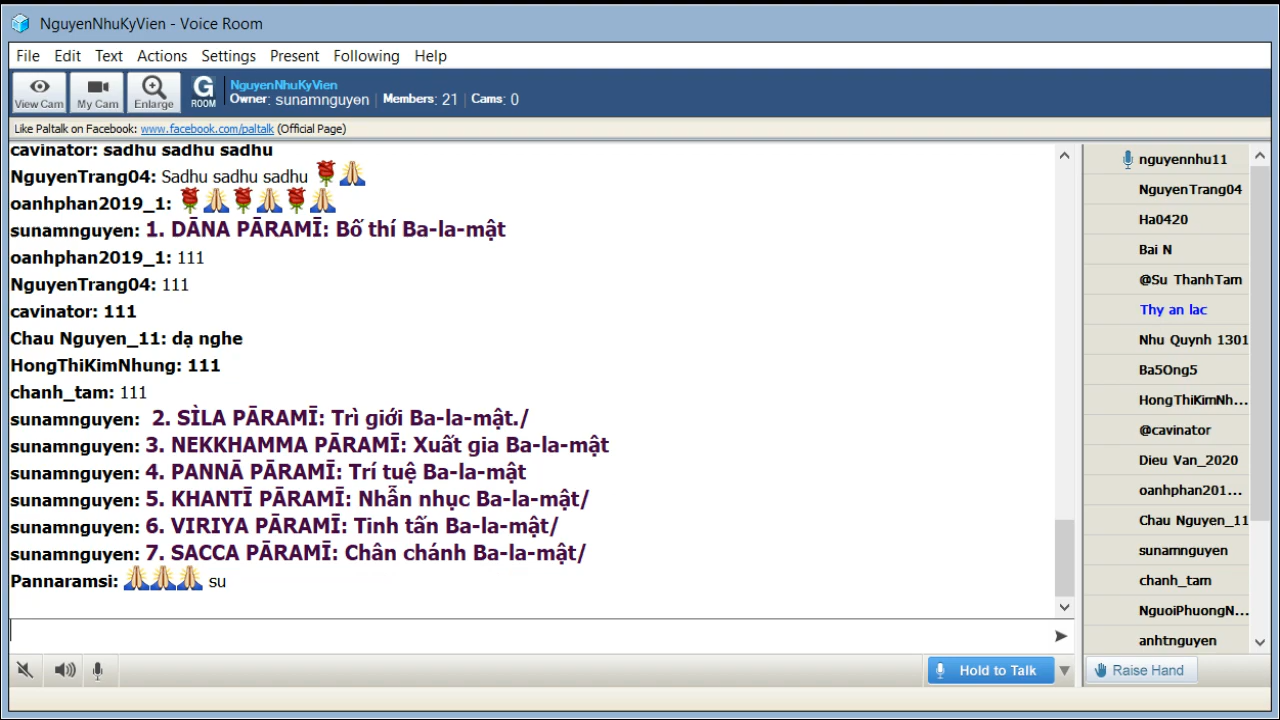 NguyenNhuKyVien - Voice Room
File Edit Text Actions Settings Present Following Help
View Cam
My Cam
Enlarge
G ROOM
NguyenNhuKyVien
Owner: sunamnguyen | Members: 21 | Cams: 0
Like Paltalk on Facebook: www.facebook.com/paltalk (Official Page)
cavinator: sadhu sadhu sadhu
NguyenTrang04: Sadhu sadhu sadhu 🌹🙏
oanhphan2019_1: 🌹🙏🌹🙏🌹🙏
sunamnguyen: 1. DĀNA PĀRAMĪ: Bố thí Ba-la-mật
oanhphan2019_1: 111
NguyenTrang04: 111
cavinator: 111
Chau Nguyen_11: dạ nghe
HongThiKimNhung: 111
chanh_tam: 111
sunamnguyen: 2. SÌLA PĀRAMĪ: Trì giới Ba-la-mật./
sunamnguyen: 3. NEKKHAMMA PĀRAMĪ: Xuất gia Ba-la-mật
sunamnguyen: 4. PANNĀ PĀRAMĪ: Trí tuệ Ba-la-mật
sunamnguyen: 5. KHANTĪ PĀRAMĪ: Nhẫn nhục Ba-la-mật/
sunamnguyen: 6. VIRIYA PĀRAMĪ: Tinh tấn Ba-la-mật/
sunamnguyen: 7. SACCA PĀRAMĪ: Chân chánh Ba-la-mật/
Pannaramsi: 🙏🙏🙏 su
nguyennhu11
NguyenTrang04
Ha0420
Bai N
@Su ThanhTam
Thy an lac
Nhu Quynh 1301
Ba5Ong5
HongThiKimNh...
@cavinator
Dieu Van_2020
oanhphan201...
Chau Nguyen_11
sunamnguyen
chanh_tam
NguoiPhuongN...
anhtnguyen
Hold to Talk
Raise Hand